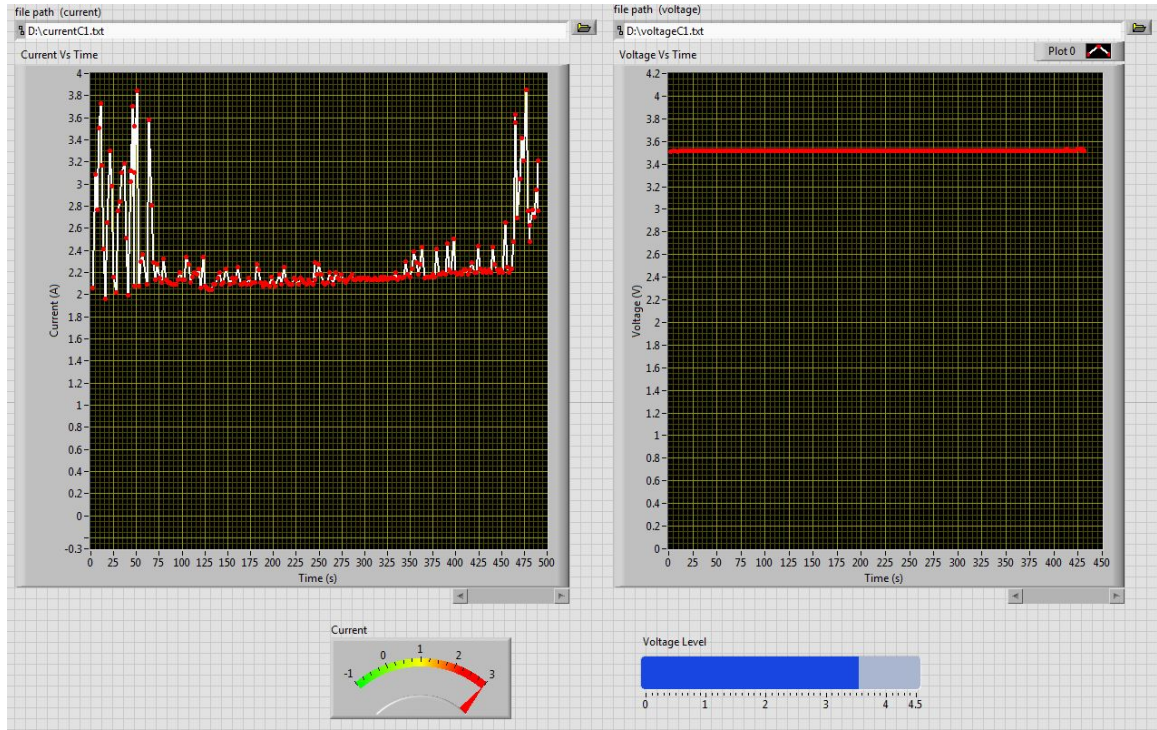 file path (current)
D:\currentC1.txt
Current Vs Time
4
3.8
3.6
3.4
3.2
3
2.8
2.6
2.4
2.2
2
1.8
1.6
1.4
1.2
1
0.8
0.6
0.4
0.2
0
-0.3
Current (A)
0 25 50 75 100 125 150 175 200 225 250 275 300 325 350 375 400 425 450 475 500
Time (s)
file path (voltage)
D:\voltageC1.txt
Voltage Vs Time
Plot 0
4.2
4
3.8
3.6
3.4
3.2
3
2.8
2.6
2.4
2.2
2
1.8
1.6
1.4
1.2
1
0.8
0.6
0.4
0.2
0
Voltage (V)
0 25 50 75 100 125 150 175 200 225 250 275 300 325 350 375 400 425 450
Time (s)
Current
-1 0 1 2 3
Voltage Level
0 1 2 3 4 4.5